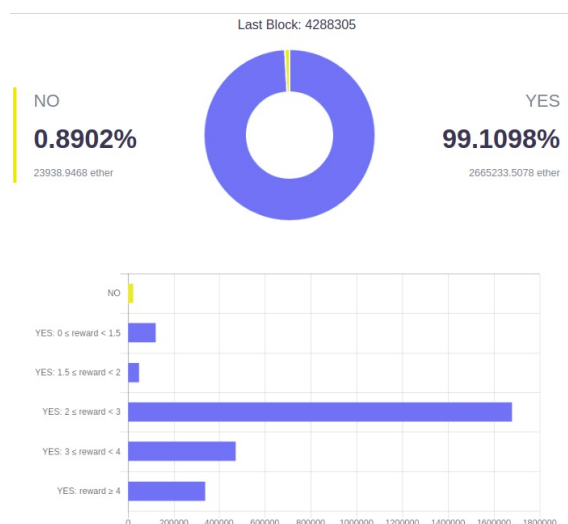 Last Block: 4288305
NO
0.8902%
23938.9468 ether
YES
99.1098%
2665233.5078 ether
NO
YES: 0 ≤ reward < 1.5
YES: 1.5 ≤ reward < 2
YES: 2 ≤ reward < 3
YES: 3 ≤ reward < 4
YES: reward ≥ 4
0 200000 400000 600000 800000 1000000 1200000 1400000 1600000 1800000